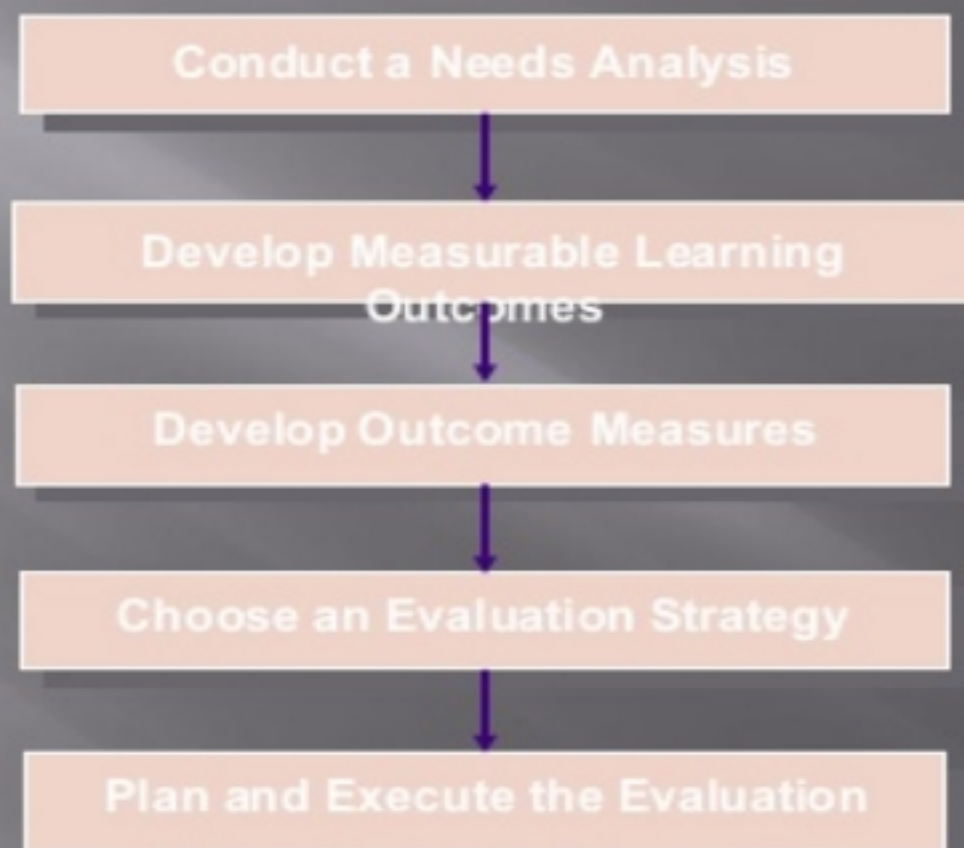 Conduct a Needs Analysis
Develop Measurable Learning
Outcomes
Develop Outcome Measures
Choose an Evaluation Strategy
Plan and Execute the Evaluation